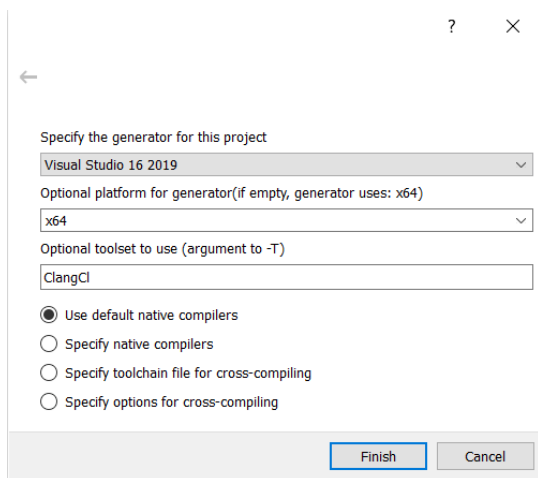 ?
Specify the generator for this project
Visual Studio 16 2019
Optional platform for generator(if empty, generator uses: x64)
x64
Optional toolset to use (argument to -T)
ClangCl
Use default native compilers
Specify native compilers
Specify toolchain file for cross-compiling
Specify options for cross-compiling
Finish Cancel